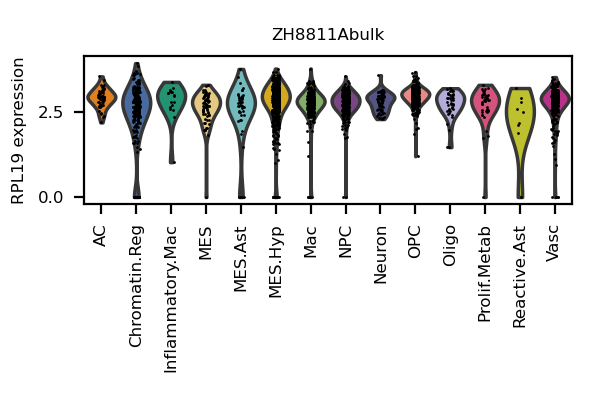 ZH8811Abulk
RPL19 expression
2.5
0.0
AC
Chromatin.Reg
Inflammatory.Mac
MES
MES.Ast
MES.Hyp
Mac
NPC
Neuron
OPC
Oligo
Prolif.Metab
Reactive.Ast
Vasc